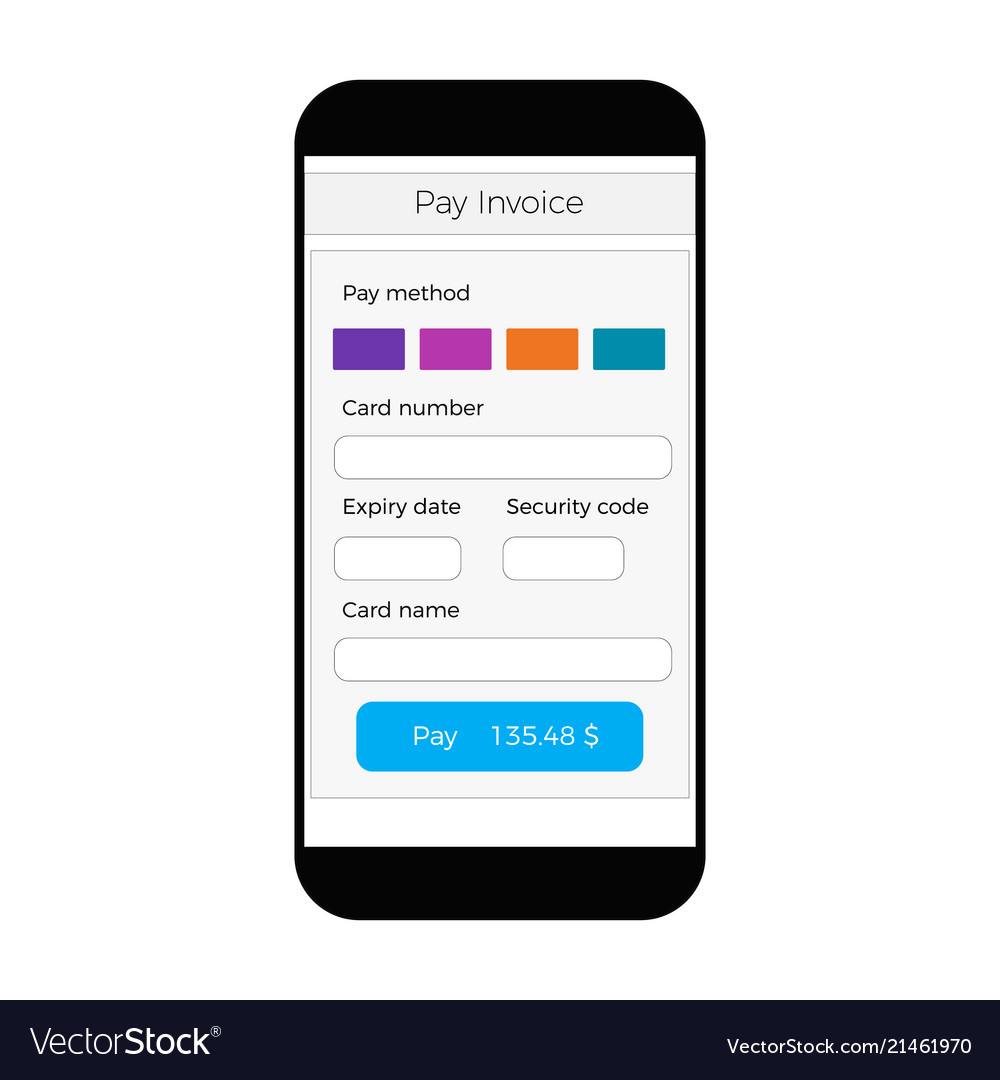 Pay Invoice
Pay method
Card number
Expiry date Security code
Card name
Pay 135.48 $
VectorStock® VectorStock.com/21461970